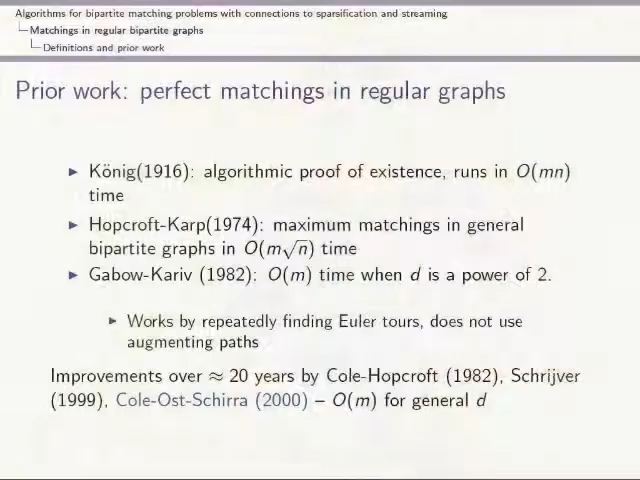 Algorithms for bipartite matching problems with connections to sparsification and streaming
Matchings in regular bipartite graphs
Definitions and prior work
Prior work: perfect matchings in regular graphs
► König(1916): algorithmic proof of existence, runs in O(mn)
time
► Hopcroft-Karp(1974): maximum matchings in general
bipartite graphs in O(m√n) time
► Gabow-Kariv (1982): O(m) time when d is a power of 2.
► Works by repeatedly finding Euler tours, does not use
augmenting paths
Improvements over ≈ 20 years by Cole-Hopcroft (1982), Schrijver
(1999), Cole-Ost-Schirra (2000) – O(m) for general d